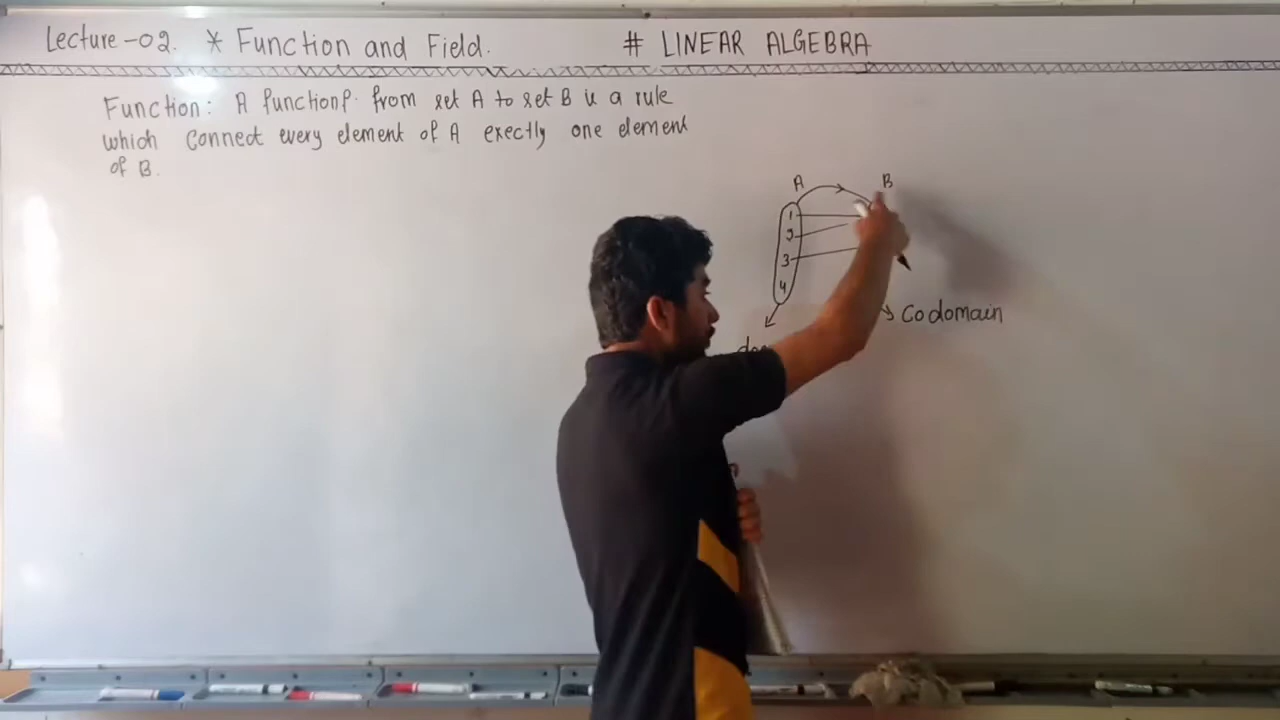 Lecture-02. * Function and Field. # LINEAR ALGEBRA
Function: A function f. from set A to set B is a rule
which Connect every element of A exectly one element
of B.
A B
1
2
3
4
Codomain